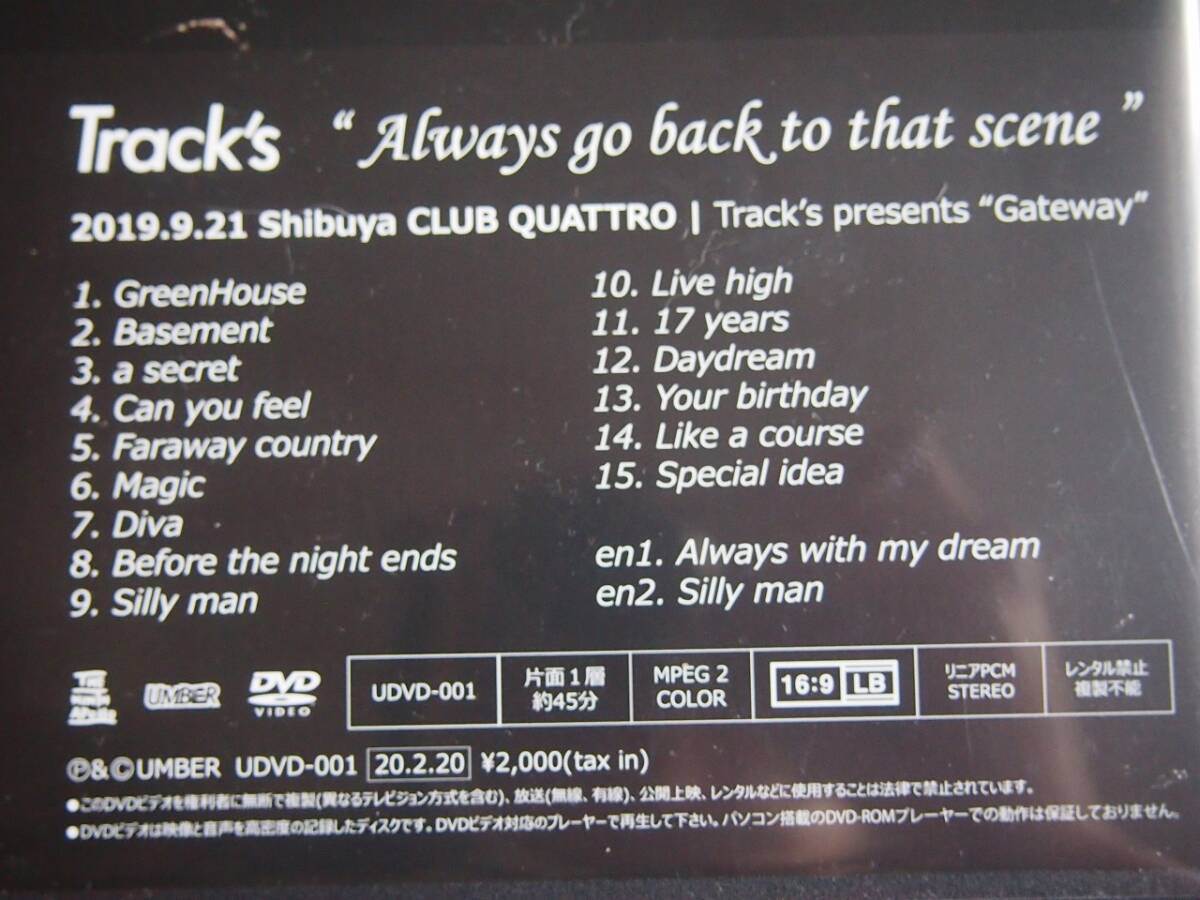 Track's “Always go back to that scene”
2019.9.21 Shibuya CLUB QUATTRO | Track's presents “Gateway”
1. GreenHouse
2. Basement
3. a secret
4. Can you feel
5. Faraway country
6. Magic
7. Diva
8. Before the night ends
9. Silly man
10. Live high
11. 17 years
12. Daydream
13. Your birthday
14. Like a course
15. Special idea
en1. Always with my dream
en2. Silly man
UMBER
DVD
VIDEO
UDVD-001
片面1層
約45分
MPEG 2
COLOR
16:9 LB
リニアPCM
STEREO
レンタル禁止
複製不能
℗&©UMBER UDVD-001 20.2.20 ¥2,000(tax in)
●このDVDビデオを権利者に無断で複製(異なるテレビジョン方式を含む)、放送(無線、有線)、公開上映、レンタルなどに使用することは法律で禁止されています。
●DVDビデオは映像と音声を高密度の記録したディスクです。DVDビデオ対応のプレーヤーで再生して下さい。パソコン搭載のDVD-ROMプレーヤーでの動作は保証しておりません。